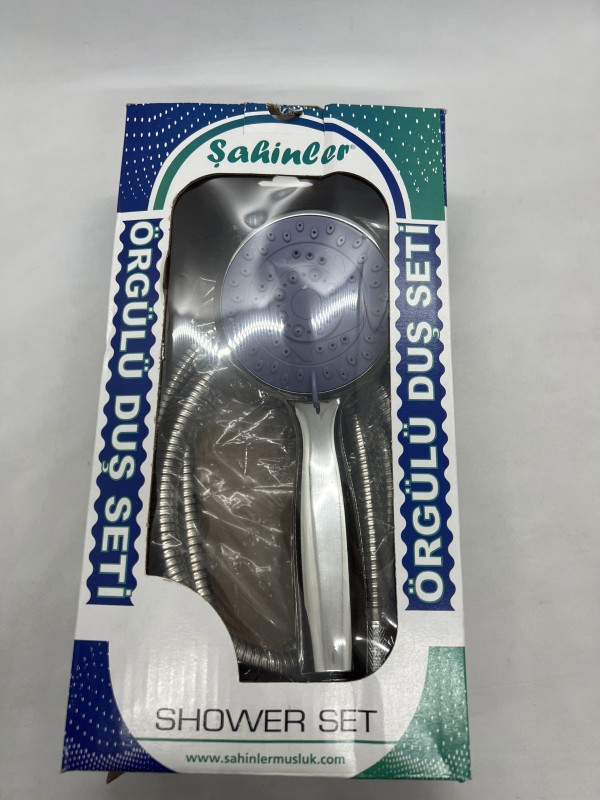 Şahinler®
ÖRGÜLÜ DUŞ SETİ
ÖRGÜLÜ DUŞ SETİ
SHOWER SET
www.sahinlermusluk.com